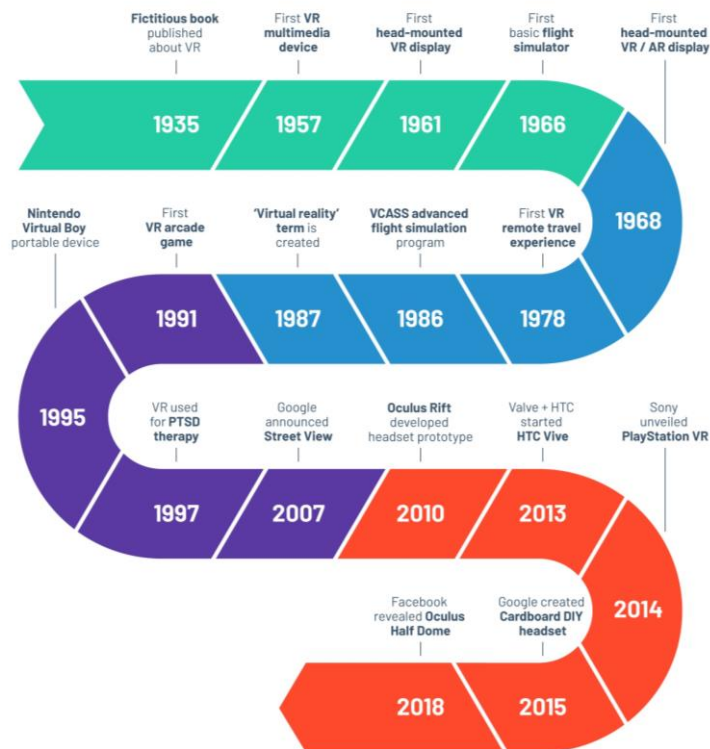 Fictitious book
published
about VR
First VR
multimedia
device
First
head-mounted
VR display
First
basic flight
simulator
First
head-mounted
VR / AR display
1935
1957
1961
1966
1968
Nintendo
Virtual Boy
portable device
First
VR arcade
game
'Virtual reality'
term is
created
VCASS advanced
flight simulation
program
First VR
remote travel
experience
1991
1987
1986
1978
1995
VR used
for PTSD
therapy
Google
announced
Street View
Oculus Rift
developed
headset prototype
Valve + HTC
started
HTC Vive
Sony
unveiled
PlayStation VR
1997
2007
2010
2013
2014
Facebook
revealed Oculus
Half Dome
Google created
Cardboard DIY
headset
2018
2015